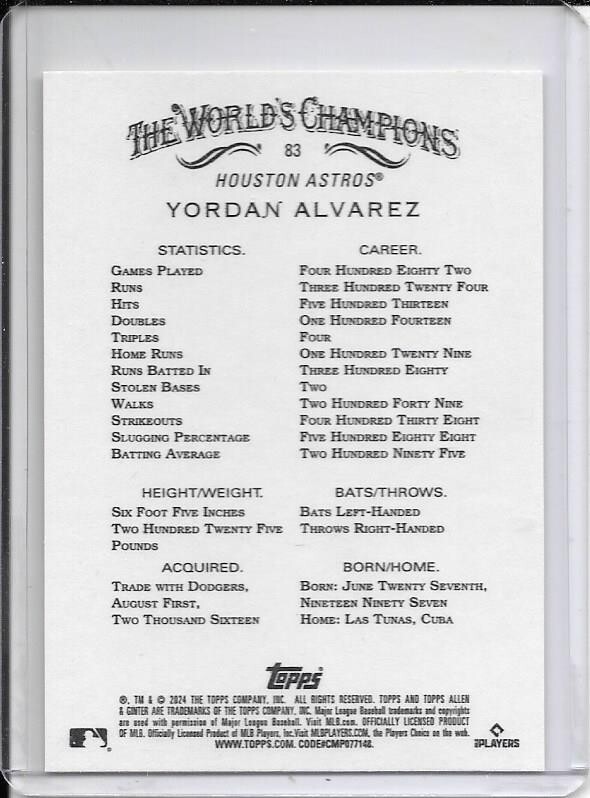 THE WORLD'S CHAMPIONS
83
HOUSTON ASTROS®
YORDAN ALVAREZ
STATISTICS. CAREER.
GAMES PLAYED FOUR HUNDRED EIGHTY TWO
RUNS THREE HUNDRED TWENTY FOUR
HITS FIVE HUNDRED THIRTEEN
DOUBLES ONE HUNDRED FOURTEEN
TRIPLES FOUR
HOME RUNS ONE HUNDRED TWENTY NINE
RUNS BATTED IN THREE HUNDRED EIGHTY
STOLEN BASES TWO
WALKS TWO HUNDRED FORTY NINE
STRIKEOUTS FOUR HUNDRED THIRTY EIGHT
SLUGGING PERCENTAGE FIVE HUNDRED EIGHTY EIGHT
BATTING AVERAGE TWO HUNDRED NINETY FIVE
HEIGHT/WEIGHT. BATS/THROWS.
SIX FOOT FIVE INCHES BATS LEFT-HANDED
TWO HUNDRED TWENTY FIVE THROWS RIGHT-HANDED
POUNDS
ACQUIRED. BORN/HOME.
TRADE WITH DODGERS, BORN: JUNE TWENTY SEVENTH,
AUGUST FIRST, NINETEEN NINETY SEVEN
TWO THOUSAND SIXTEEN HOME: LAS TUNAS, CUBA
topps®
®, TM & © 2024 THE TOPPS COMPANY, INC. ALL RIGHTS RESERVED. TOPPS AND TOPPS ALLEN
& GINTER ARE TRADEMARKS OF THE TOPPS COMPANY, INC. Major League Baseball trademarks and copyrights
are used with permission of Major League Baseball. Visit MLB.com. OFFICIALLY LICENSED PRODUCT
OF MLB. Officially Licensed Product of MLB Players, Inc. Visit MLBPLAYERS.COM, the Players Choice on the web.
WWW.TOPPS.COM. CODE#CMP077148.
PLAYERS